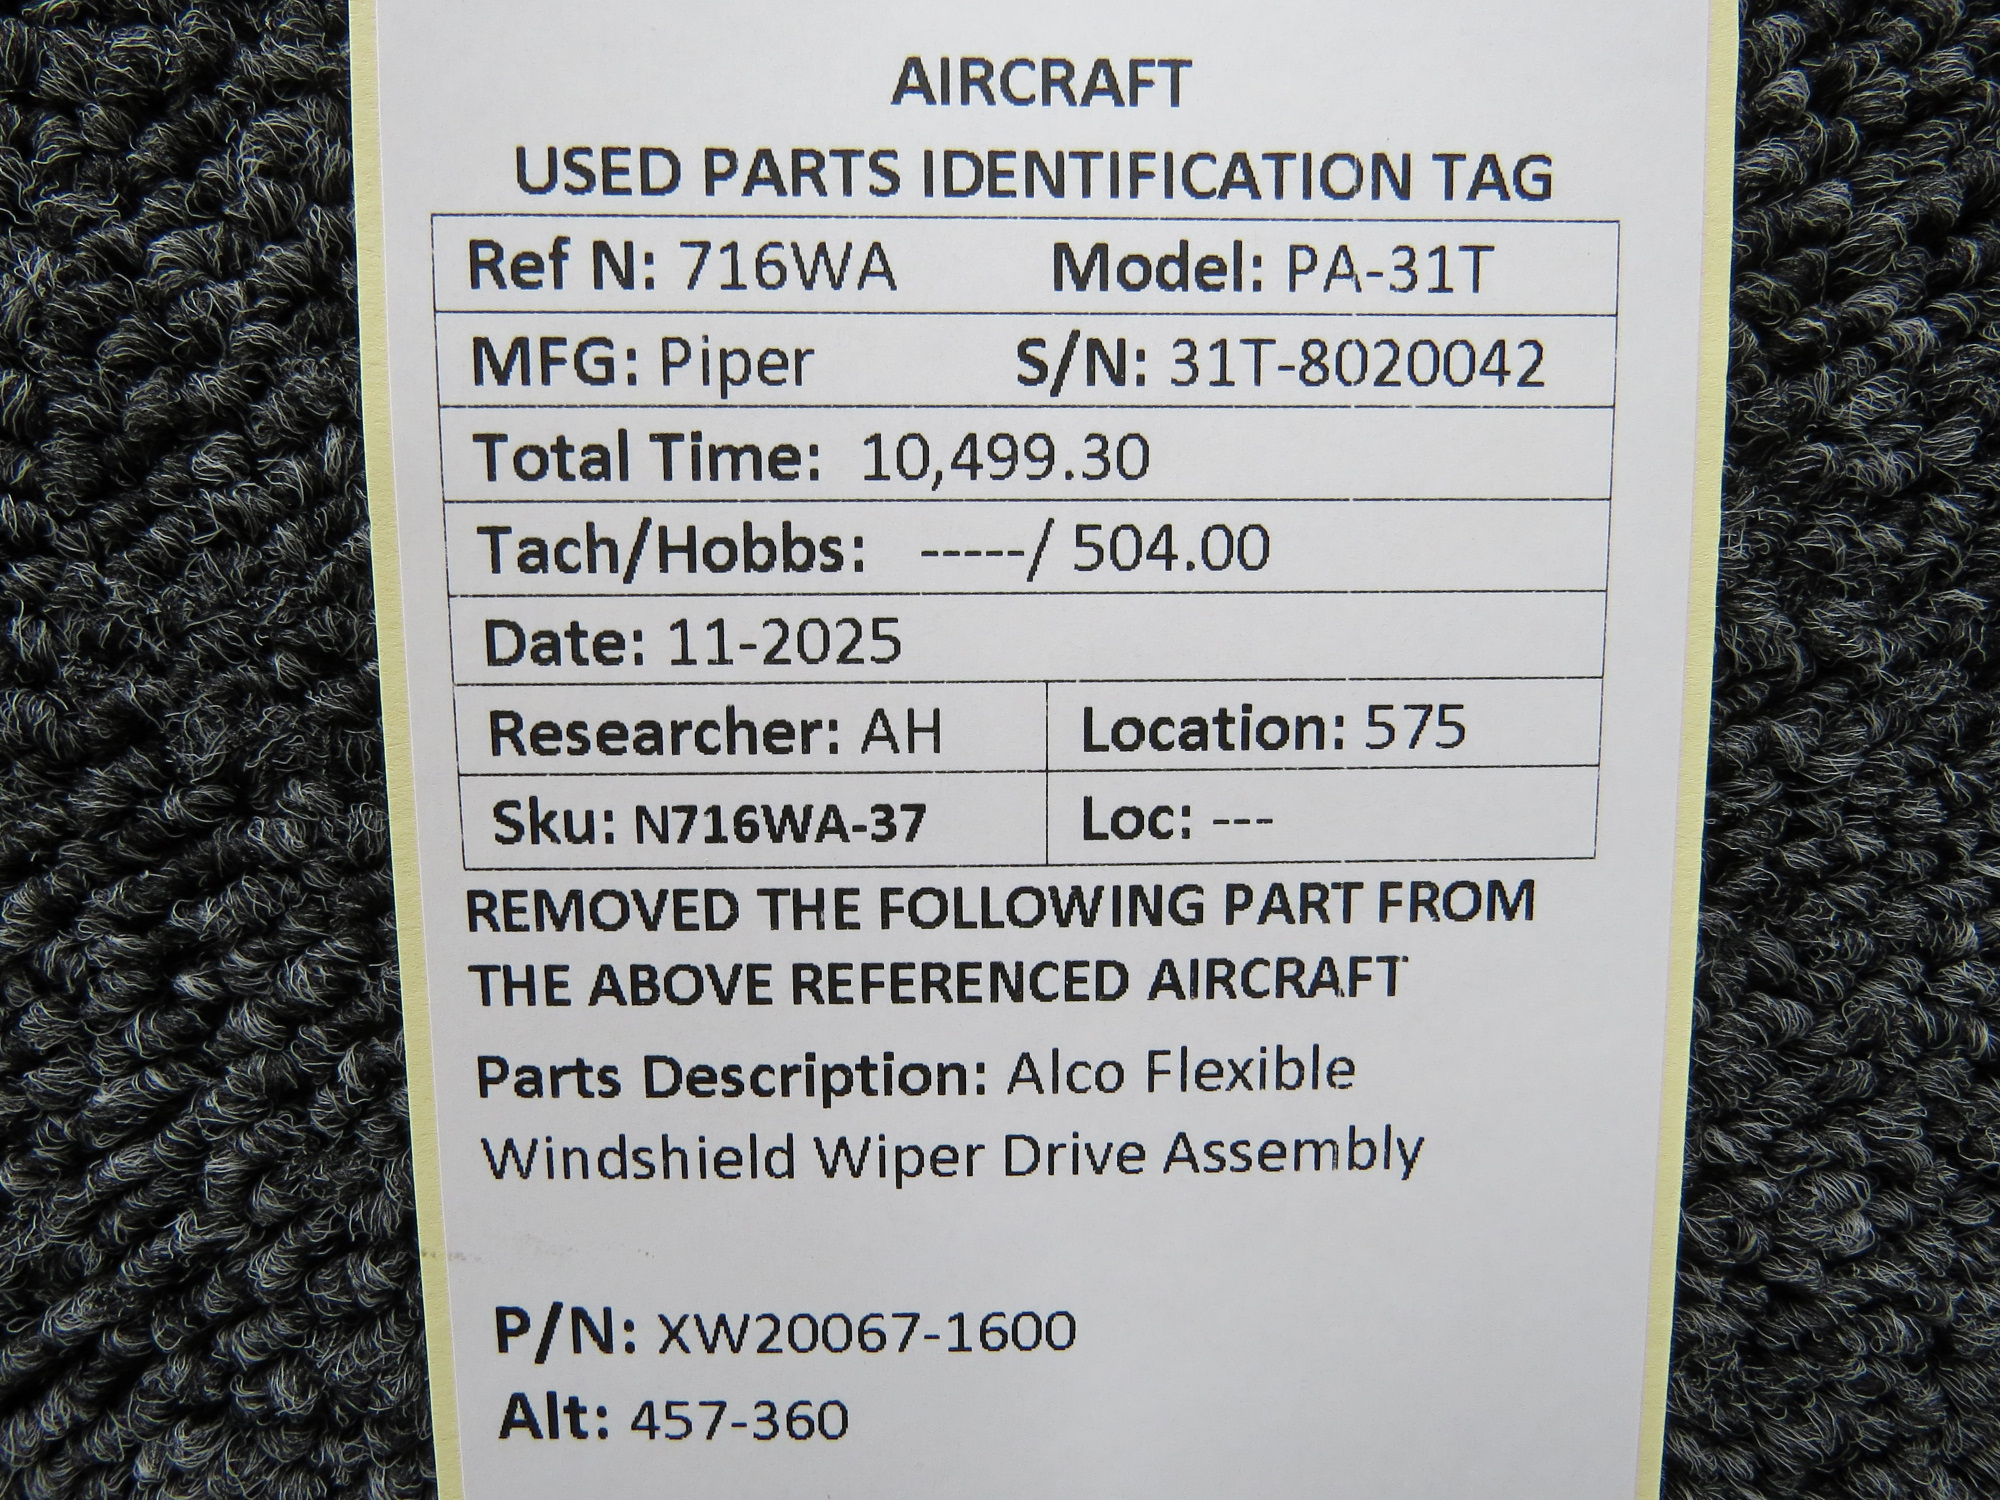 AIRCRAFT
USED PARTS IDENTIFICATION TAG
Ref N: 716WA Model: PA-31T
MFG: Piper S/N: 31T-8020042
Total Time: 10,499.30
Tach/Hobbs: -----/ 504.00
Date: 11-2025
Researcher: AH Location: 575
Sku: N716WA-37 Loc: ---
REMOVED THE FOLLOWING PART FROM
THE ABOVE REFERENCED AIRCRAFT
Parts Description: Alco Flexible
Windshield Wiper Drive Assembly
P/N: XW20067-1600
Alt: 457-360